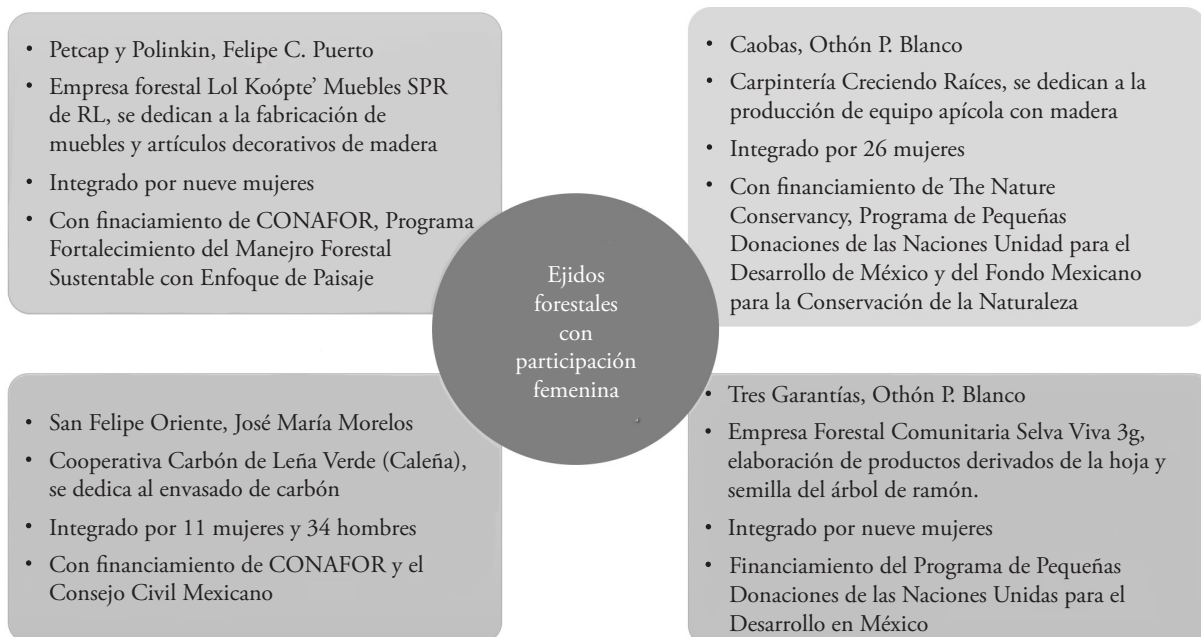 • Petcap y Polinkin, Felipe C. Puerto
• Empresa forestal Lol Koópte’ Muebles SPR
de RL, se dedican a la fabricación de
muebles y artículos decorativos de madera
• Integrado por nueve mujeres
• Con finaciamiento de CONAFOR, Programa
Fortalecimiento del Manejro Forestal
Sustentable con Enfoque de Paisaje
• Caobas, Othón P. Blanco
• Carpintería Creciendo Raíces, se dedican a la
producción de equipo apícola con madera
• Integrado por 26 mujeres
• Con financiamiento de The Nature
Conservancy, Programa de Pequeñas
Donaciones de las Naciones Unidad para el
Desarrollo de México y del Fondo Mexicano
para la Conservación de la Naturaleza
Ejidos
forestales
con
participación
femenina
• San Felipe Oriente, José María Morelos
• Cooperativa Carbón de Leña Verde (Caleña),
se dedica al envasado de carbón
• Integrado por 11 mujeres y 34 hombres
• Con financiamiento de CONAFOR y el
Consejo Civil Mexicano
• Tres Garantías, Othón P. Blanco
• Empresa Forestal Comunitaria Selva Viva 3g,
elaboración de productos derivados de la hoja y
semilla del árbol de ramón.
• Integrado por nueve mujeres
• Financiamiento del Programa de Pequeñas
Donaciones de las Naciones Unidas para el
Desarrollo en México